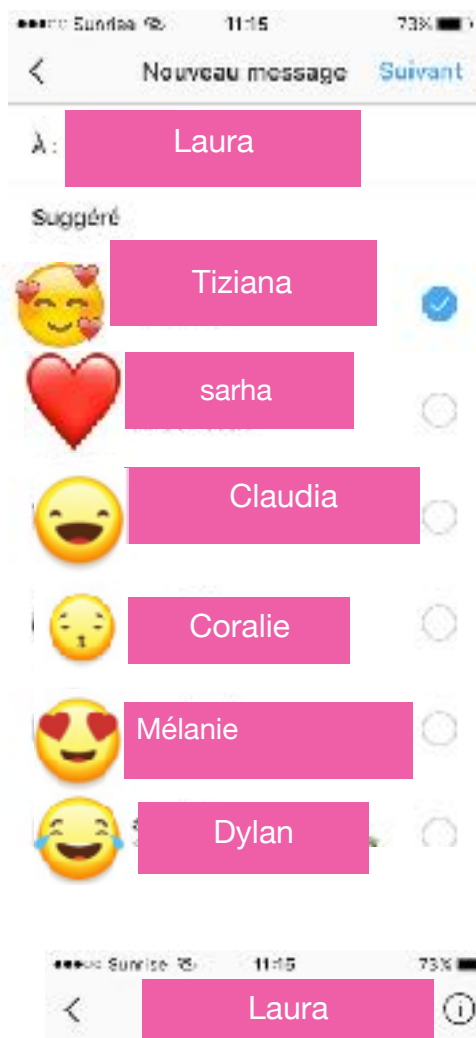 Sunrise 11:15 73%
Nouveau message Suivant
À : Laura
Suggéré
Tiziana
sarha
Claudia
Coralie
Mélanie
Dylan
Sunrise 11:15 73%
Laura